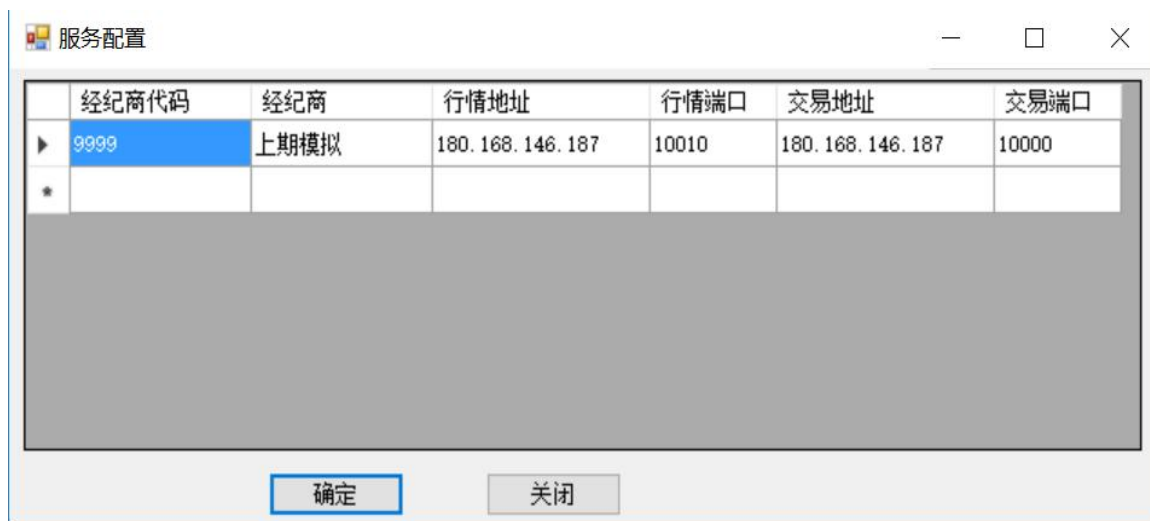 服务配置
经纪商代码 经纪商 行情地址 行情端口 交易地址 交易端口
9999 上期模拟 180.168.146.187 10010 180.168.146.187 10000
确定 关闭